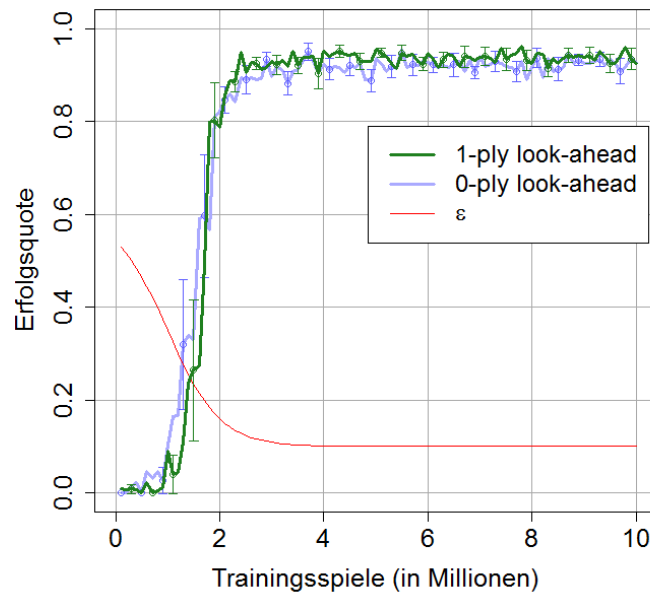 1.0
0.8
0.6
0.4
0.2
0.0
Erfolgsquote
1-ply look-ahead
0-ply look-ahead
ε
0 2 4 6 8 10
Trainingsspiele (in Millionen)